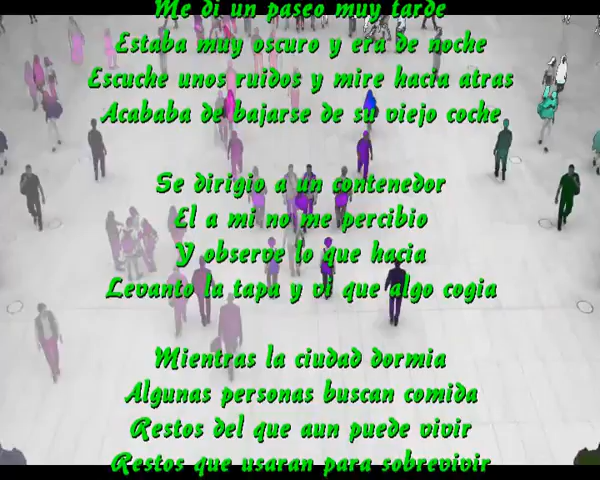 Me di un paseo muy tarde
Estaba muy oscuro y era de noche
Escuche unos ruidos y mire hacia atras
Acababa de bajarse de su viejo coche
Se dirigio a un contenedor
El a mi no me percibio
Y observe lo que hacia
Levanto la tapa y vi que algo cogia
Mientras la ciudad dormia
Algunas personas buscan comida
Restos del que aun puede vivir
Restos que usaran para sobrevivir